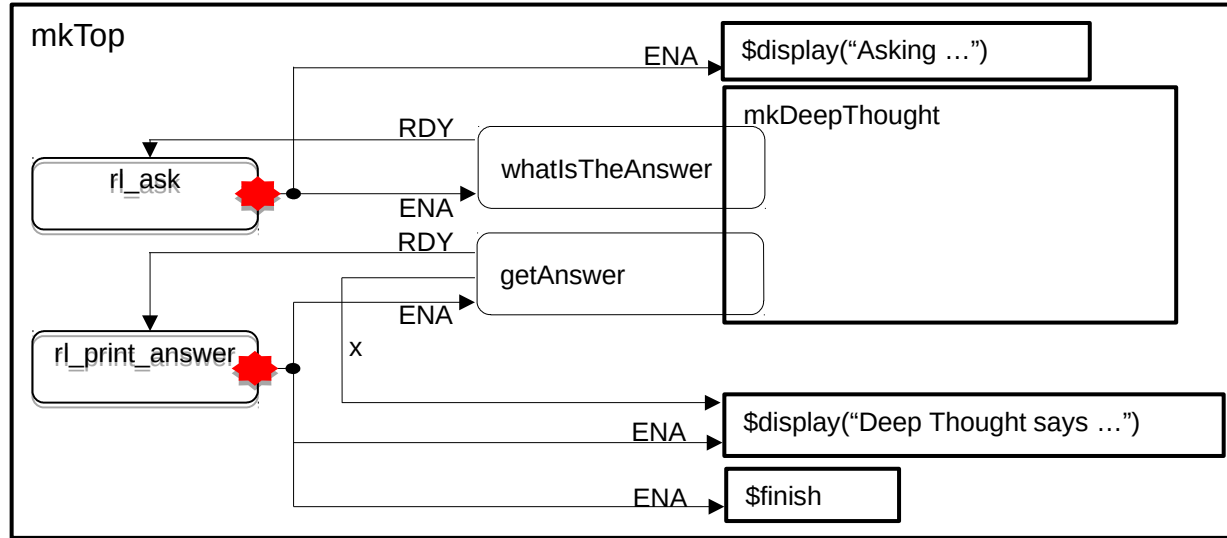 mkTop
ENA
$display(“Asking …”)
mkDeepThought
RDY
whatIsTheAnswer
rl_ask
ENA
RDY
getAnswer
ENA
rl_print_answer
x
$display(“Deep Thought says …”)
ENA
ENA
$finish